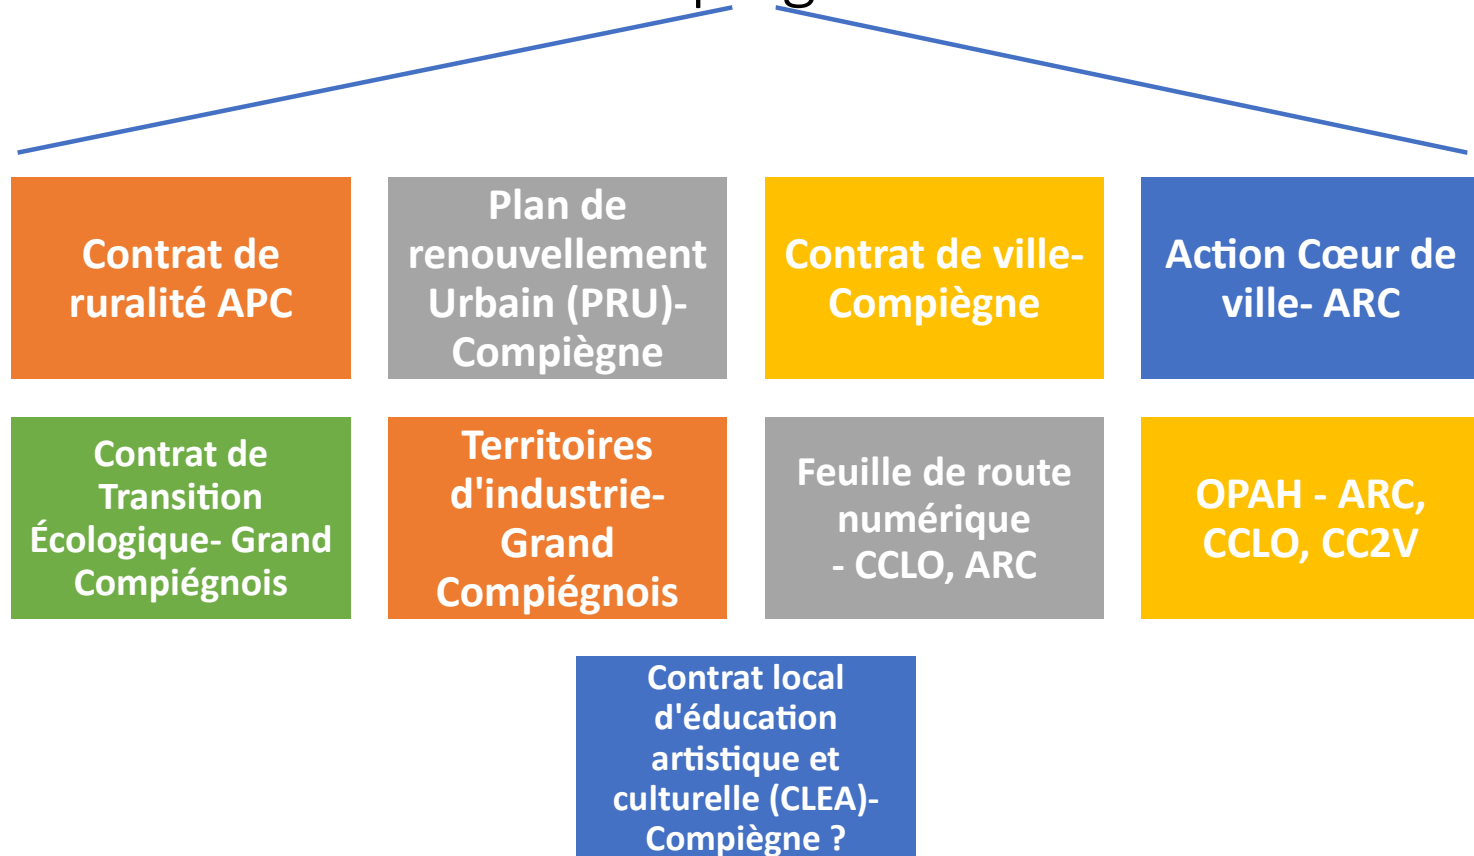 Contrat de
ruralité APC
Plan de
renouvellement
Urbain (PRU)-
Compiègne
Contrat de ville-
Compiègne
Action Cœur de
ville- ARC
Contrat de
Transition
Écologique- Grand
Compiégnois
Territoires
d'industrie-
Grand
Compiégnois
Feuille de route
numérique
- CCLO, ARC
OPAH - ARC,
CCLO, CC2V
Contrat local
d'éducation
artistique et
culturelle (CLEA)-
Compiègne ?